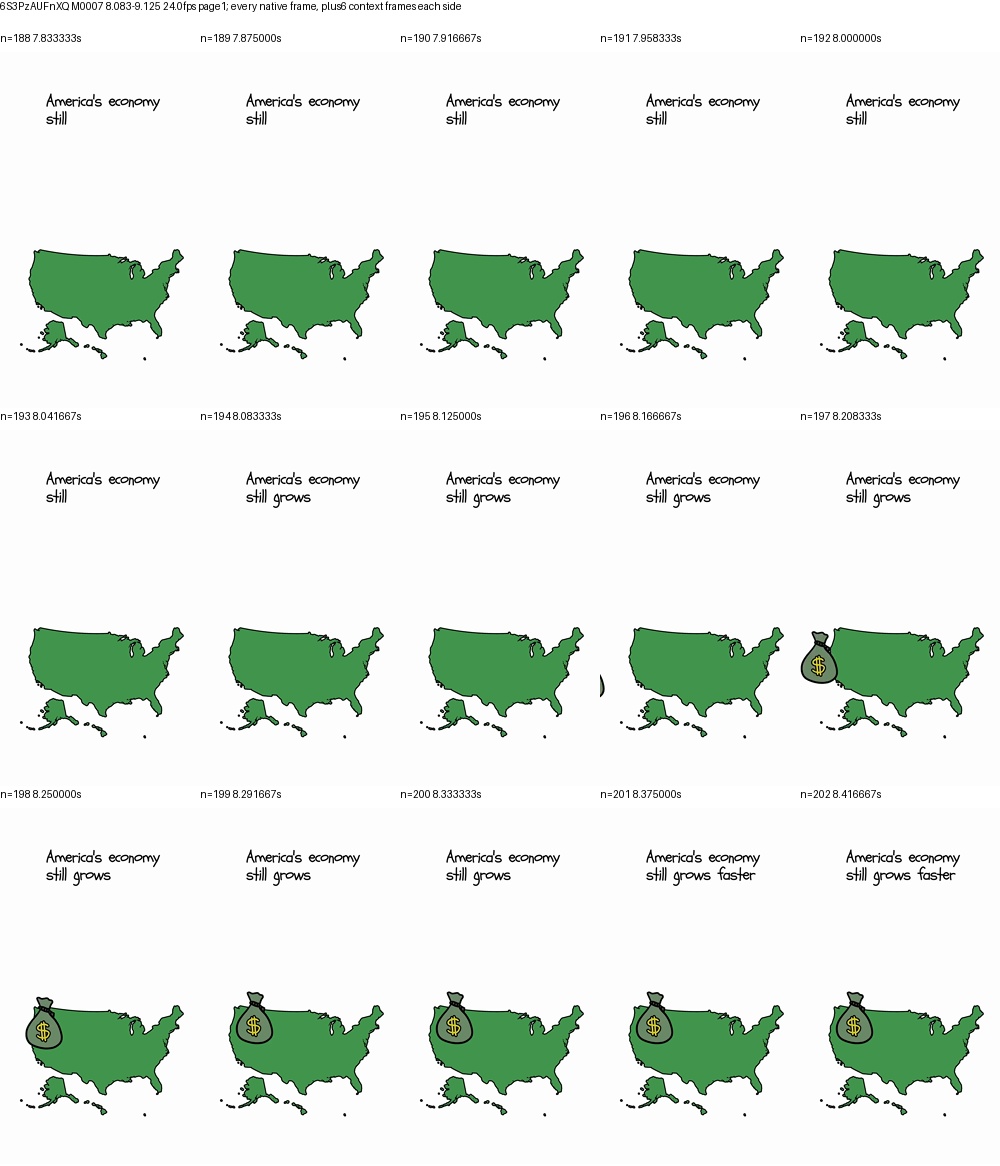 6S3PzAUFnXQ M0007 8.083-9.125 24.0fps page1; every native frame, plus6 context frames each side
n=188 7.833333s
n=189 7.875000s
n=190 7.916667s
n=191 7.958333s
n=192 8.000000s
America's economy
still
America's economy
still
America's economy
still
America's economy
still
America's economy
still
n=193 8.041667s
n=194 8.083333s
n=195 8.125000s
n=196 8.166667s
n=197 8.208333s
America's economy
still
America's economy
still grows
America's economy
still grows
America's economy
still grows
America's economy
still grows
$
n=198 8.250000s
n=199 8.291667s
n=200 8.333333s
n=201 8.375000s
n=202 8.416667s
America's economy
still grows
America's economy
still grows
America's economy
still grows
America's economy
still grows faster
America's economy
still grows faster
$
$
$
$
$